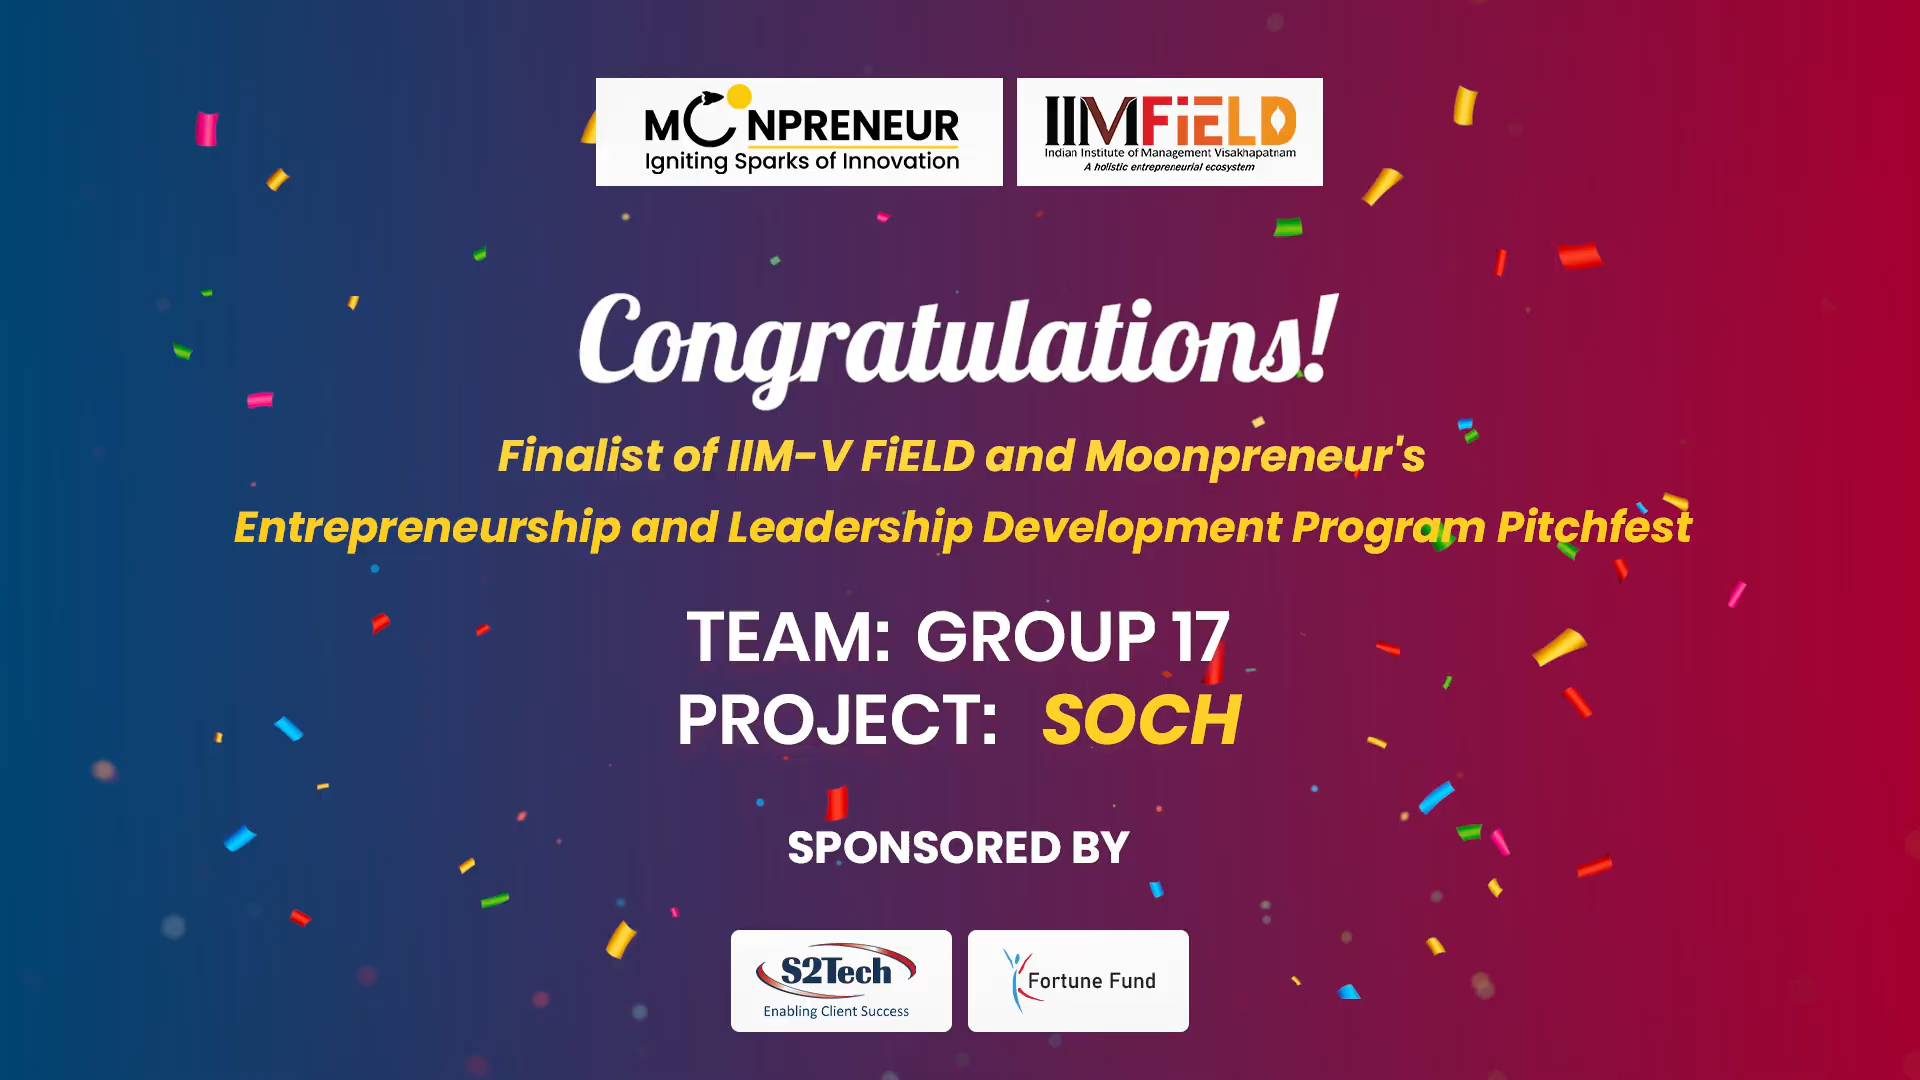 MOONPRENEUR
Igniting Sparks of Innovation
IIMVFiELD
Indian Institute of Management Visakhapatnam
A holistic entrepreneurial ecosystem
Congratulations!
Finalist of IIM-V FiELD and Moonpreneur's
Entrepreneurship and Leadership Development Program Pitchfest
TEAM: GROUP 17
PROJECT: SOCH
SPONSORED BY
S2Tech
Enabling Client Success
Fortune Fund